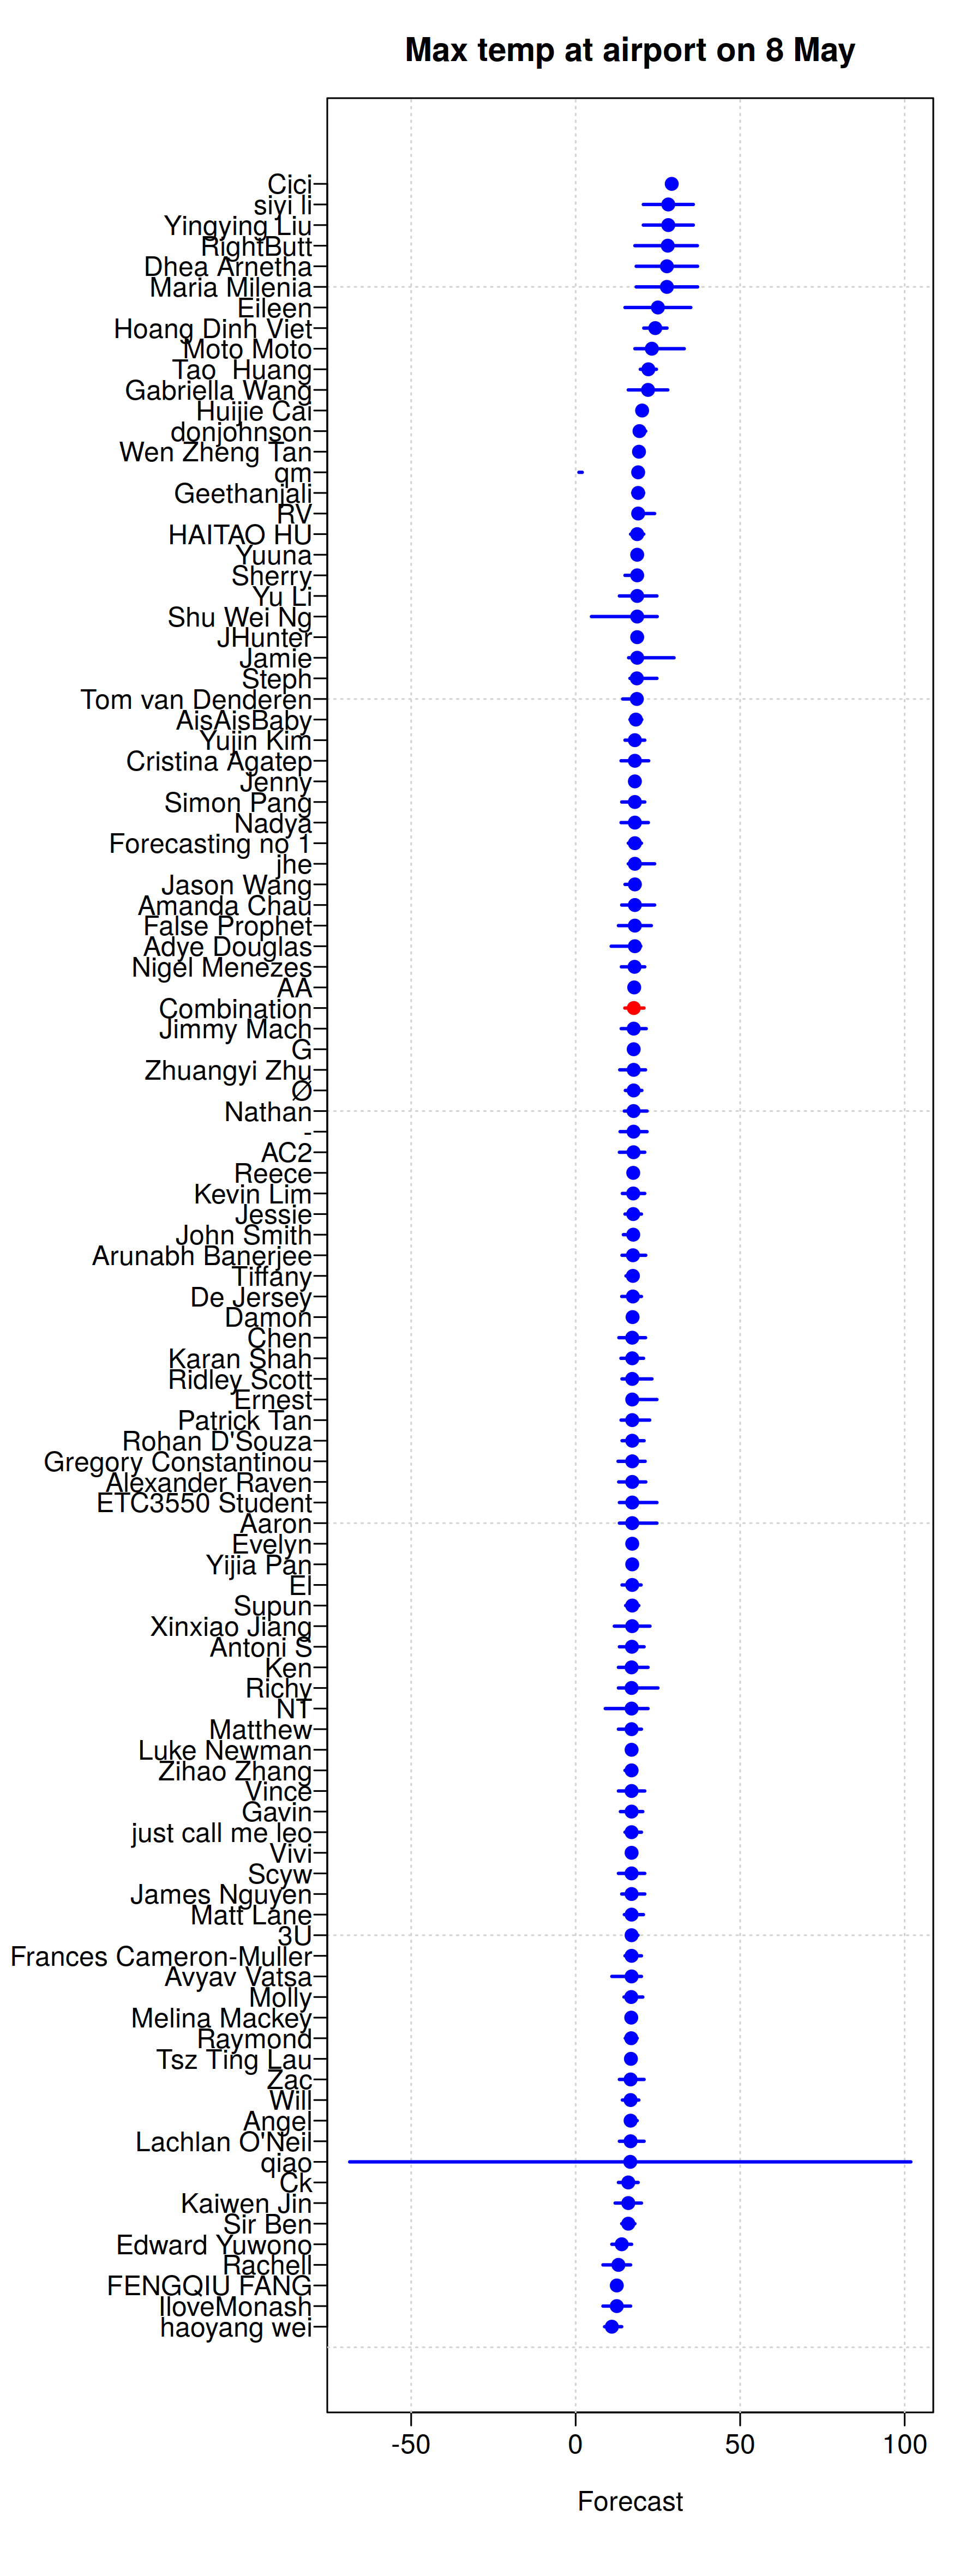 Max temp at airport on 8 May
Cici
siyi li
Yingying Liu
RightButt
Dhea Arnetha
Maria Milenia
Eileen
Hoang Dinh Viet
Moto Moto
Tao  Huang
Gabriella Wang
Huijie Cai
donjohnson
Wen Zheng Tan
qm
Geethanjali
RV
HAITAO HU
Yuuna
Sherry
Yu Li
Shu Wei Ng
JHunter
Jamie
Steph
Tom van Denderen
AisAisBaby
Yujin Kim
Cristina Agatep
Jenny
Simon Pang
Nadya
Forecasting no 1
jhe
Jason Wang
Amanda Chau
False Prophet
Adye Douglas
Nigel Menezes
AA
Combination
Jimmy Mach
G
Zhuangyi Zhu
Ø
Nathan
-
AC2
Reece
Kevin Lim
Jessie
John Smith
Arunabh Banerjee
Tiffany
De Jersey
Damon
Chen
Karan Shah
Ridley Scott
Ernest
Patrick Tan
Rohan D'Souza
Gregory Constantinou
Alexander Raven
ETC3550 Student
Aaron
Evelyn
Yijia Pan
El
Supun
Xinxiao Jiang
Antoni S
Ken
Richy
NT
Matthew
Luke Newman
Zihao Zhang
Vince
Gavin
just call me leo
Vivi
Scyw
James Nguyen
Matt Lane
3U
Frances Cameron-Muller
Avyav Vatsa
Molly
Melina Mackey
Raymond
Tsz Ting Lau
Zac
Will
Angel
Lachlan O'Neil
qiao
Ck
Kaiwen Jin
Sir Ben
Edward Yuwono
Rachell
FENGQIU FANG
IloveMonash
haoyang wei
-50 0 50 100
Forecast